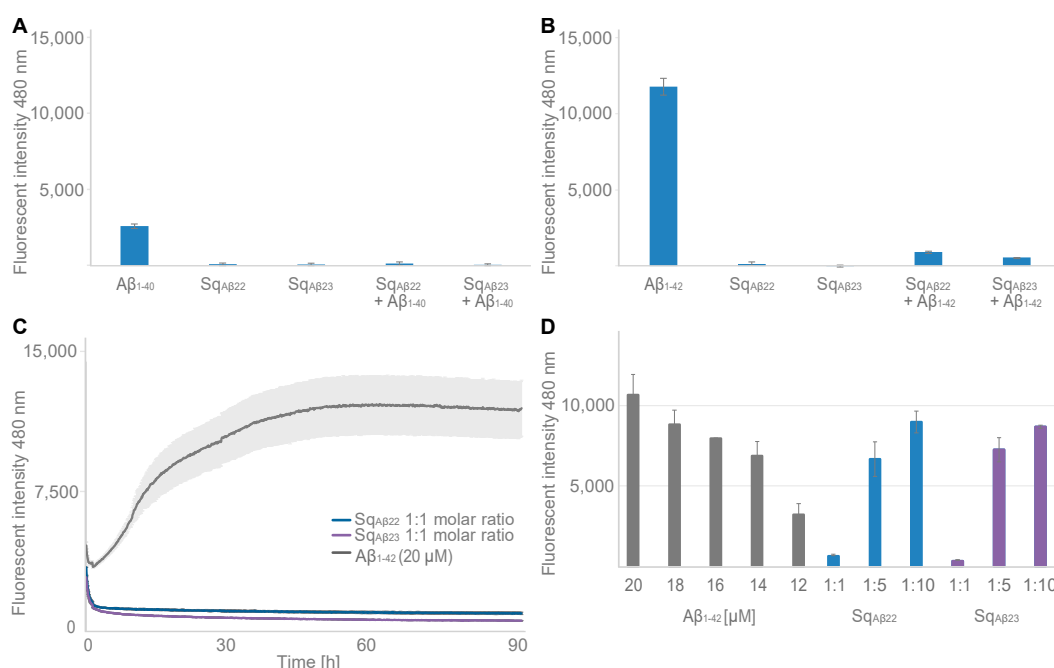 A
Fluorescent intensity 480 nm
15,000
10,000
5,000
Aβ1-40
SqAβ22
SqAβ23
SqAβ22
+ Aβ1-40
SqAβ23
+ Aβ1-40
B
Fluorescent intensity 480 nm
15,000
10,000
5,000
Aβ1-42
SqAβ22
SqAβ23
SqAβ22
+ Aβ1-42
SqAβ23
+ Aβ1-42
C
Fluorescent intensity 480 nm
15,000
7,500
0
SqAβ22 1:1 molar ratio
SqAβ23 1:1 molar ratio
Aβ1-42 (20 µM)
0 30 60 90
Time [h]
D
Fluorescent intensity 480 nm
10,000
5,000
20 18 16 14 12 1:1 1:5 1:10 1:1 1:5 1:10
Aβ1-42 [µM] SqAβ22 SqAβ23